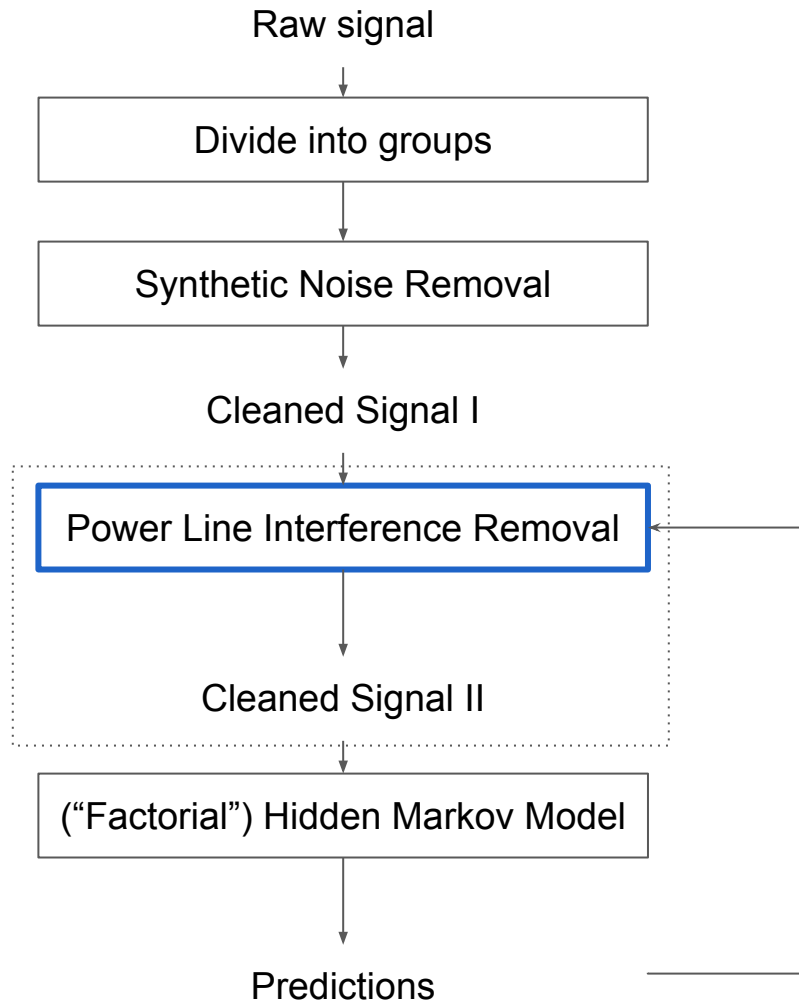 Raw signal
Divide into groups
Synthetic Noise Removal
Cleaned Signal I
Power Line Interference Removal
Cleaned Signal II
(“Factorial”) Hidden Markov Model
Predictions